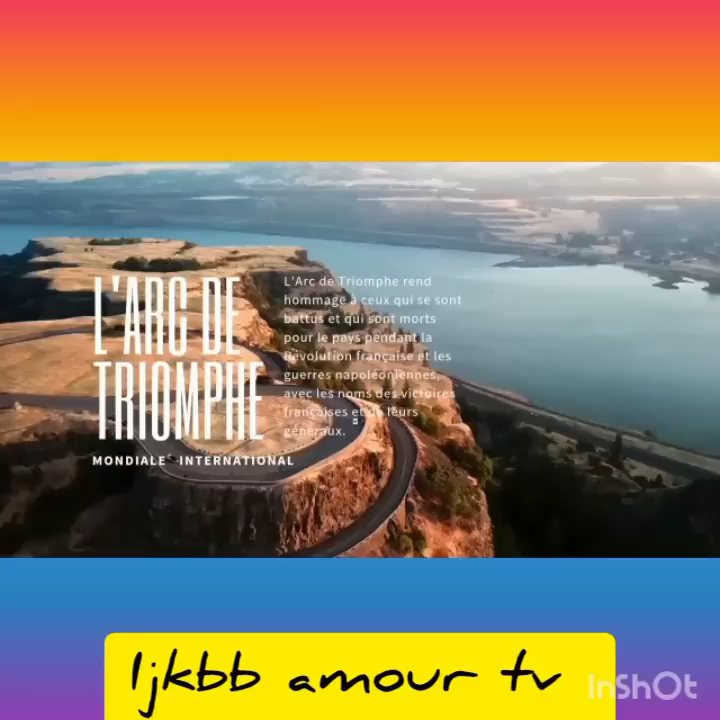 L'ARC DE
TRIOMPHE
MONDIALE INTERNATIONAL
L'Arc de Triomphe rend
hommage à ceux qui se sont
battus et qui sont morts
pour le pays pendant la
Révolution française et les
guerres napoléoniennes,
avec les noms des victoires
françaises et de leurs
généraux.
ljkbb amour tv
InShOt